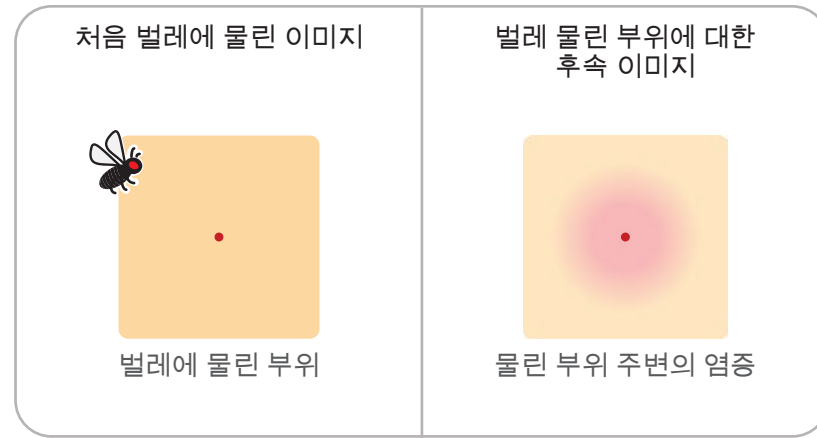 처음 벌레에 물린 이미지
벌레에 물린 부위
벌레 물린 부위에 대한
후속 이미지
물린 부위 주변의 염증